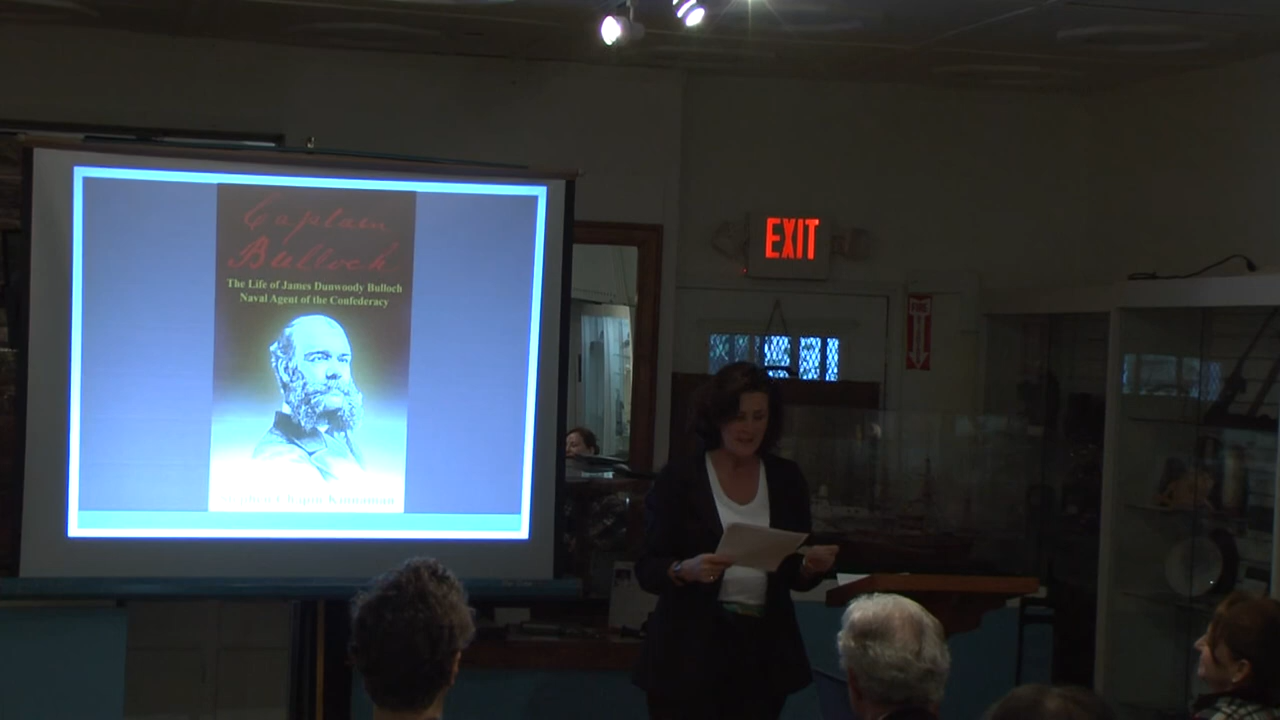 Captain
Bulloch
The Life of James Dunwoody Bulloch
Naval Agent of the Confederacy
EXIT